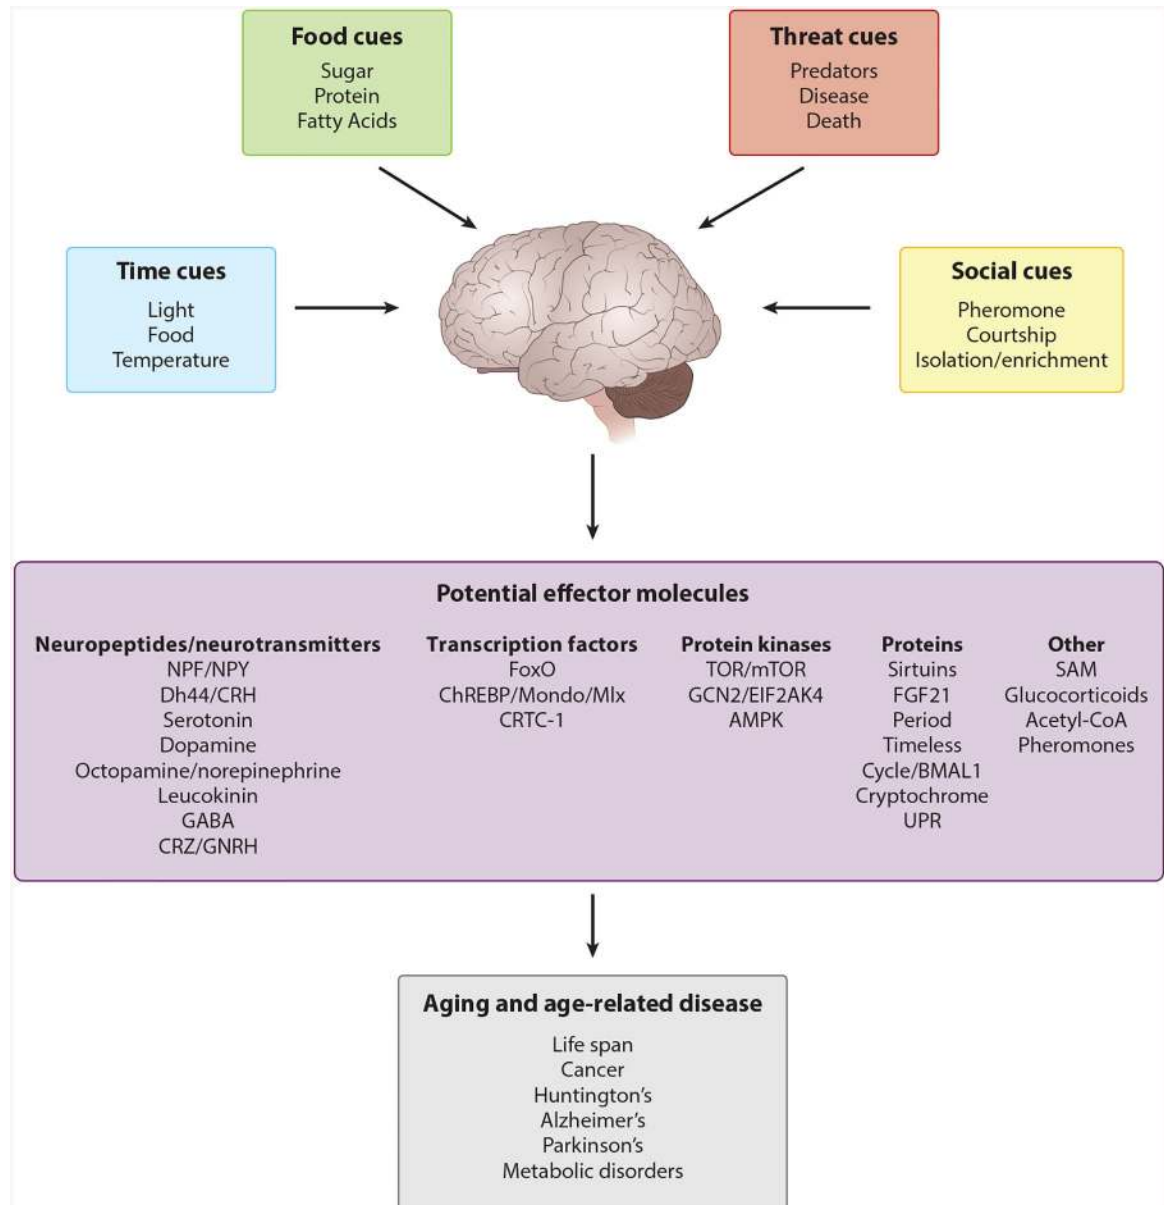 Food cues
Sugar
Protein
Fatty Acids
Threat cues
Predators
Disease
Death
Time cues
Light
Food
Temperature
Social cues
Pheromone
Courtship
Isolation/enrichment
Potential effector molecules
Neuropeptides/neurotransmitters
NPF/NPY
Dh44/CRH
Serotonin
Dopamine
Octopamine/norepinephrine
Leucokinin
GABA
CRZ/GNRH
Transcription factors
FoxO
ChREBP/Mondo/Mlx
CRTC-1
Protein kinases
TOR/mTOR
GCN2/EIF2AK4
AMPK
Proteins
Sirtuins
FGF21
Period
Timeless
Cycle/BMAL1
Cryptochrome
UPR
Other
SAM
Glucocorticoids
Acetyl-CoA
Pheromones
Aging and age-related disease
Life span
Cancer
Huntington’s
Alzheimer’s
Parkinson’s
Metabolic disorders